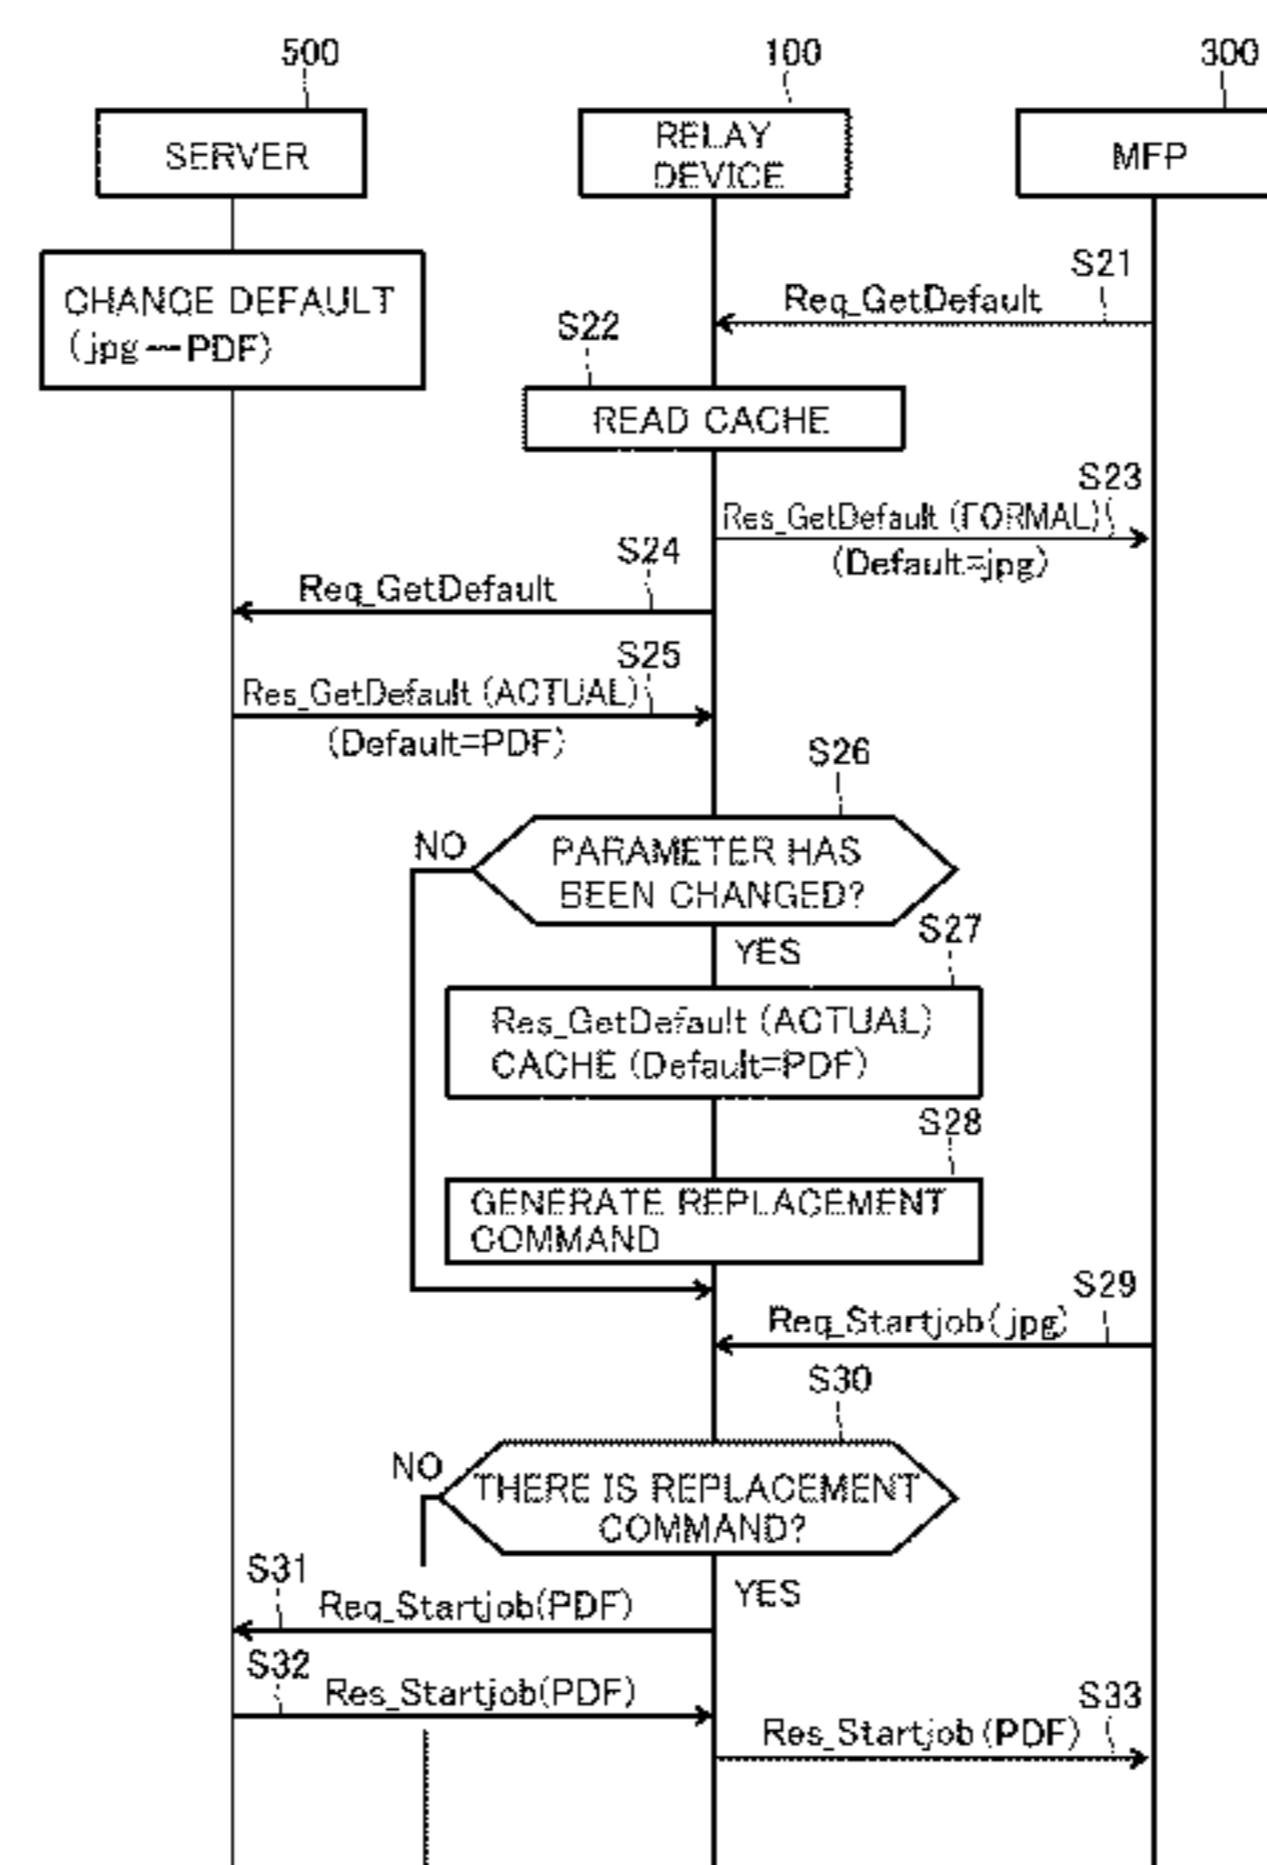 500
100
300
SERVER
RELAY
DEVICE
MFP
CHANGE DEFAULT
(jpg—PDF)
S21
Req_GetDefault
S22
READ CACHE
S23
Res_GetDefault (FORMAL)
(Default=jpg)
S24
Req_GetDefault
S25
Res_GetDefault (ACTUAL)
(Default=PDF)
S26
NO
PARAMETER HAS
BEEN CHANGED?
YES
S27
Res_GetDefault (ACTUAL)
CACHE (Default=PDF)
S28
GENERATE REPLACEMENT
COMMAND
S29
Req_Startjob(jpg)
S30
NO
THERE IS REPLACEMENT
COMMAND?
YES
S31
Req_Startjob(PDF)
S32
Res_Startjob(PDF)
S33
Res_Startjob(PDF)